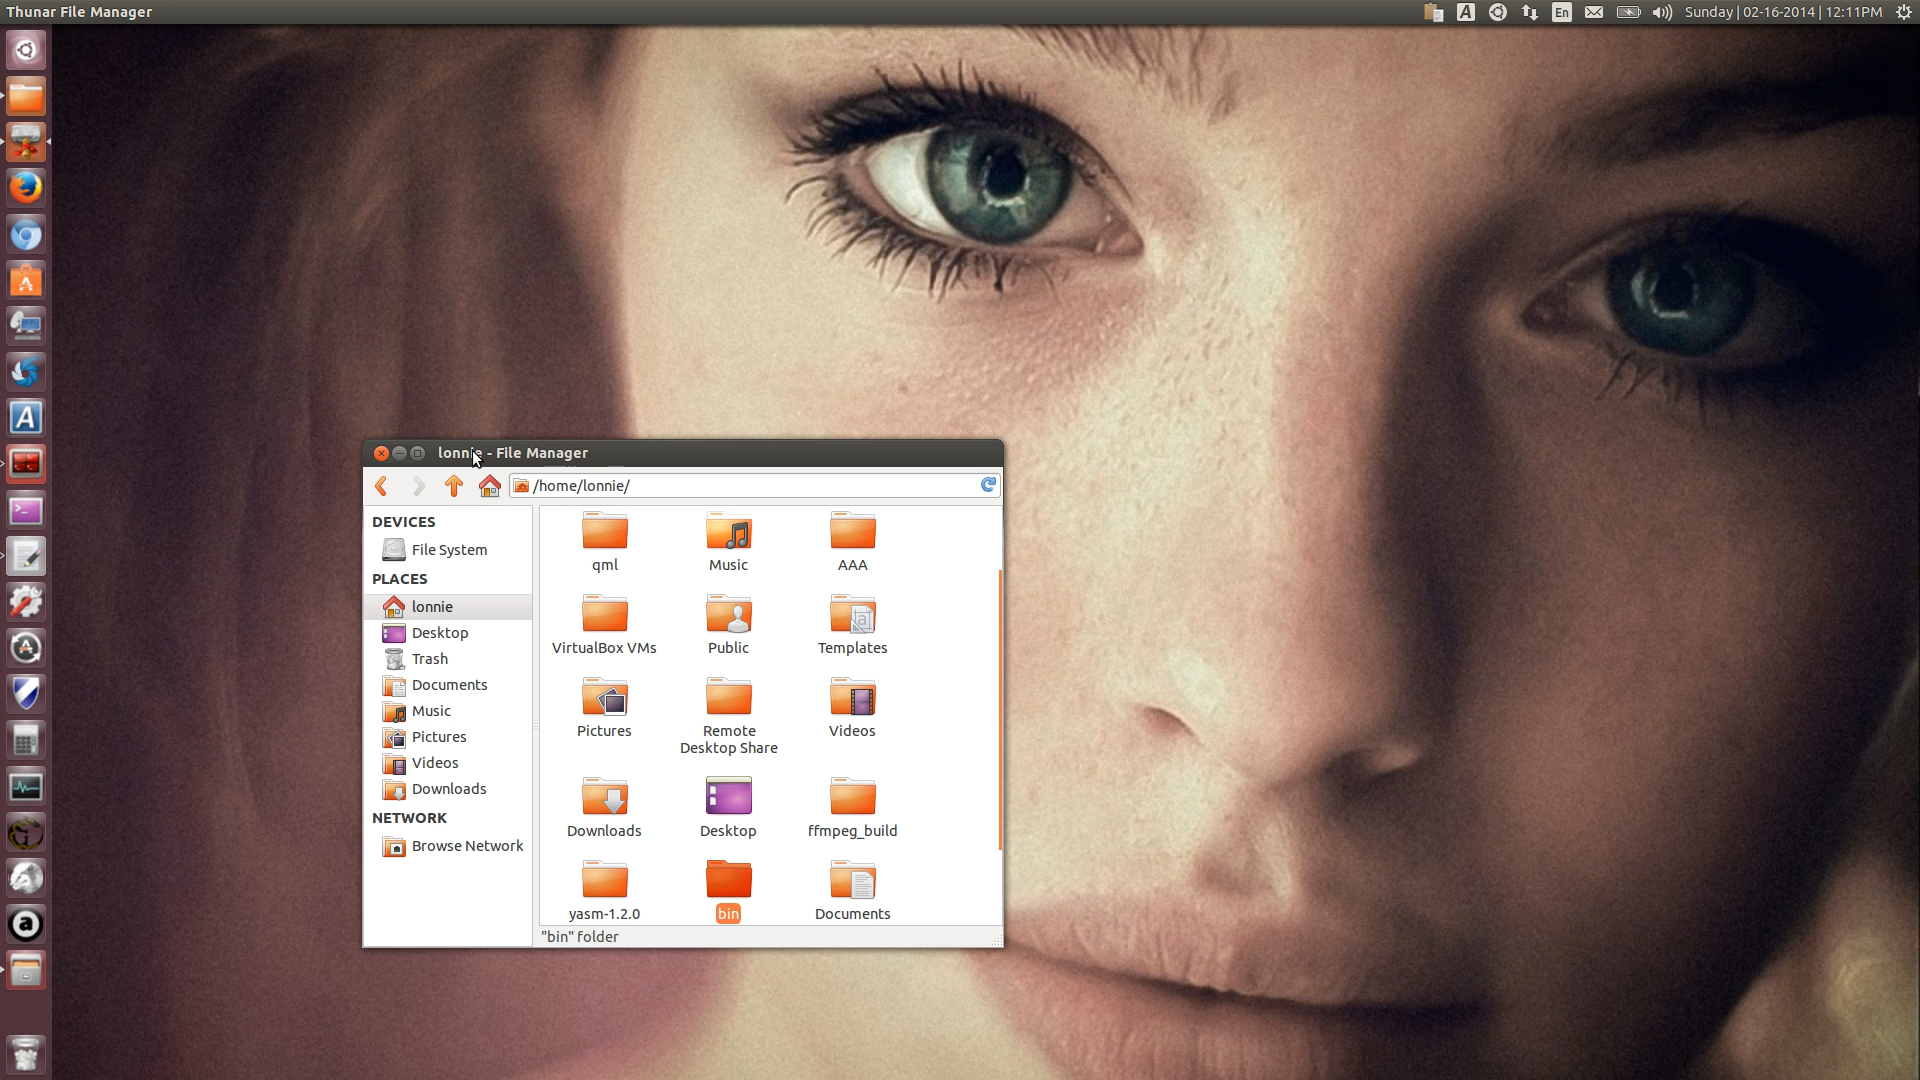 Thunar File Manager
En
Sunday | 02-16-2014 | 12:11PM
lonnie - File Manager
/home/lonnie/
DEVICES
File System
PLACES
lonnie
Desktop
Trash
Documents
Music
Pictures
Videos
Downloads
NETWORK
Browse Network
qml
Music
AAA
VirtualBox VMs
Public
Templates
Pictures
Remote
Desktop Share
Videos
Downloads
Desktop
ffmpeg_build
yasm-1.2.0
bin
Documents
"bin" folder